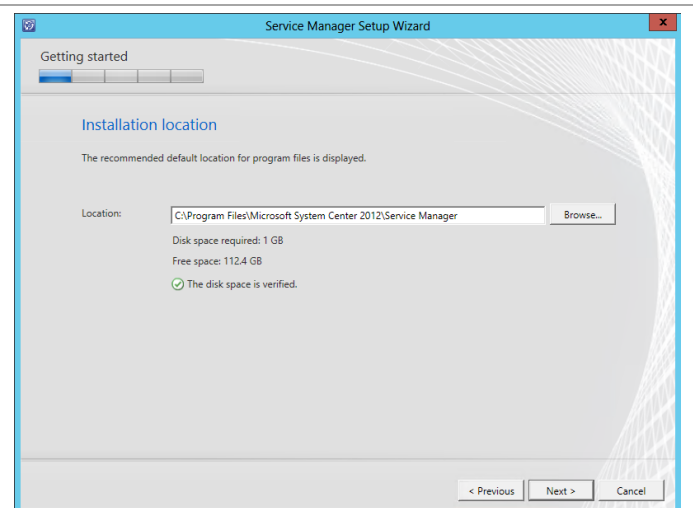 Service Manager Setup Wizard
x
Getting started
Installation location
The recommended default location for program files is displayed.
Location:
C:\Program Files\Microsoft System Center 2012\Service Manager
Browse...
Disk space required: 1 GB
Free space: 112.4 GB
The disk space is verified.
< Previous
Next >
Cancel